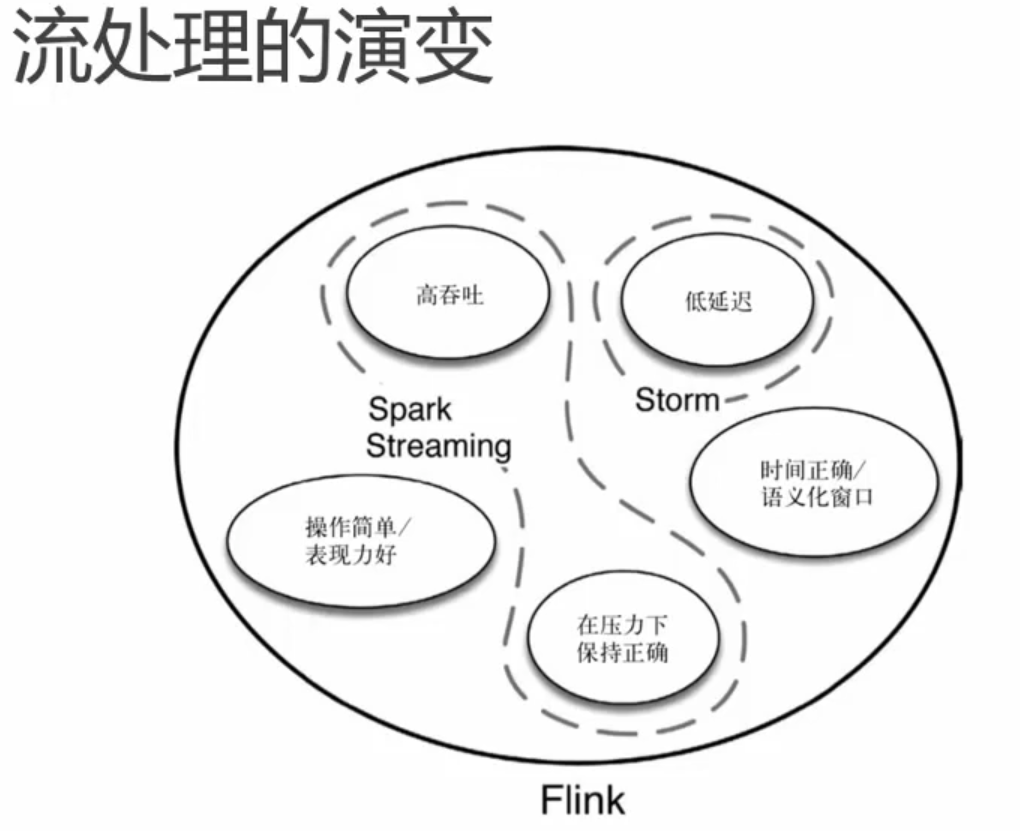 流处理的演变
高吞吐
低延迟
Spark
Streaming
Storm
时间正确/
语义化窗口
操作简单/
表现力好
在压力下
保持正确
Flink